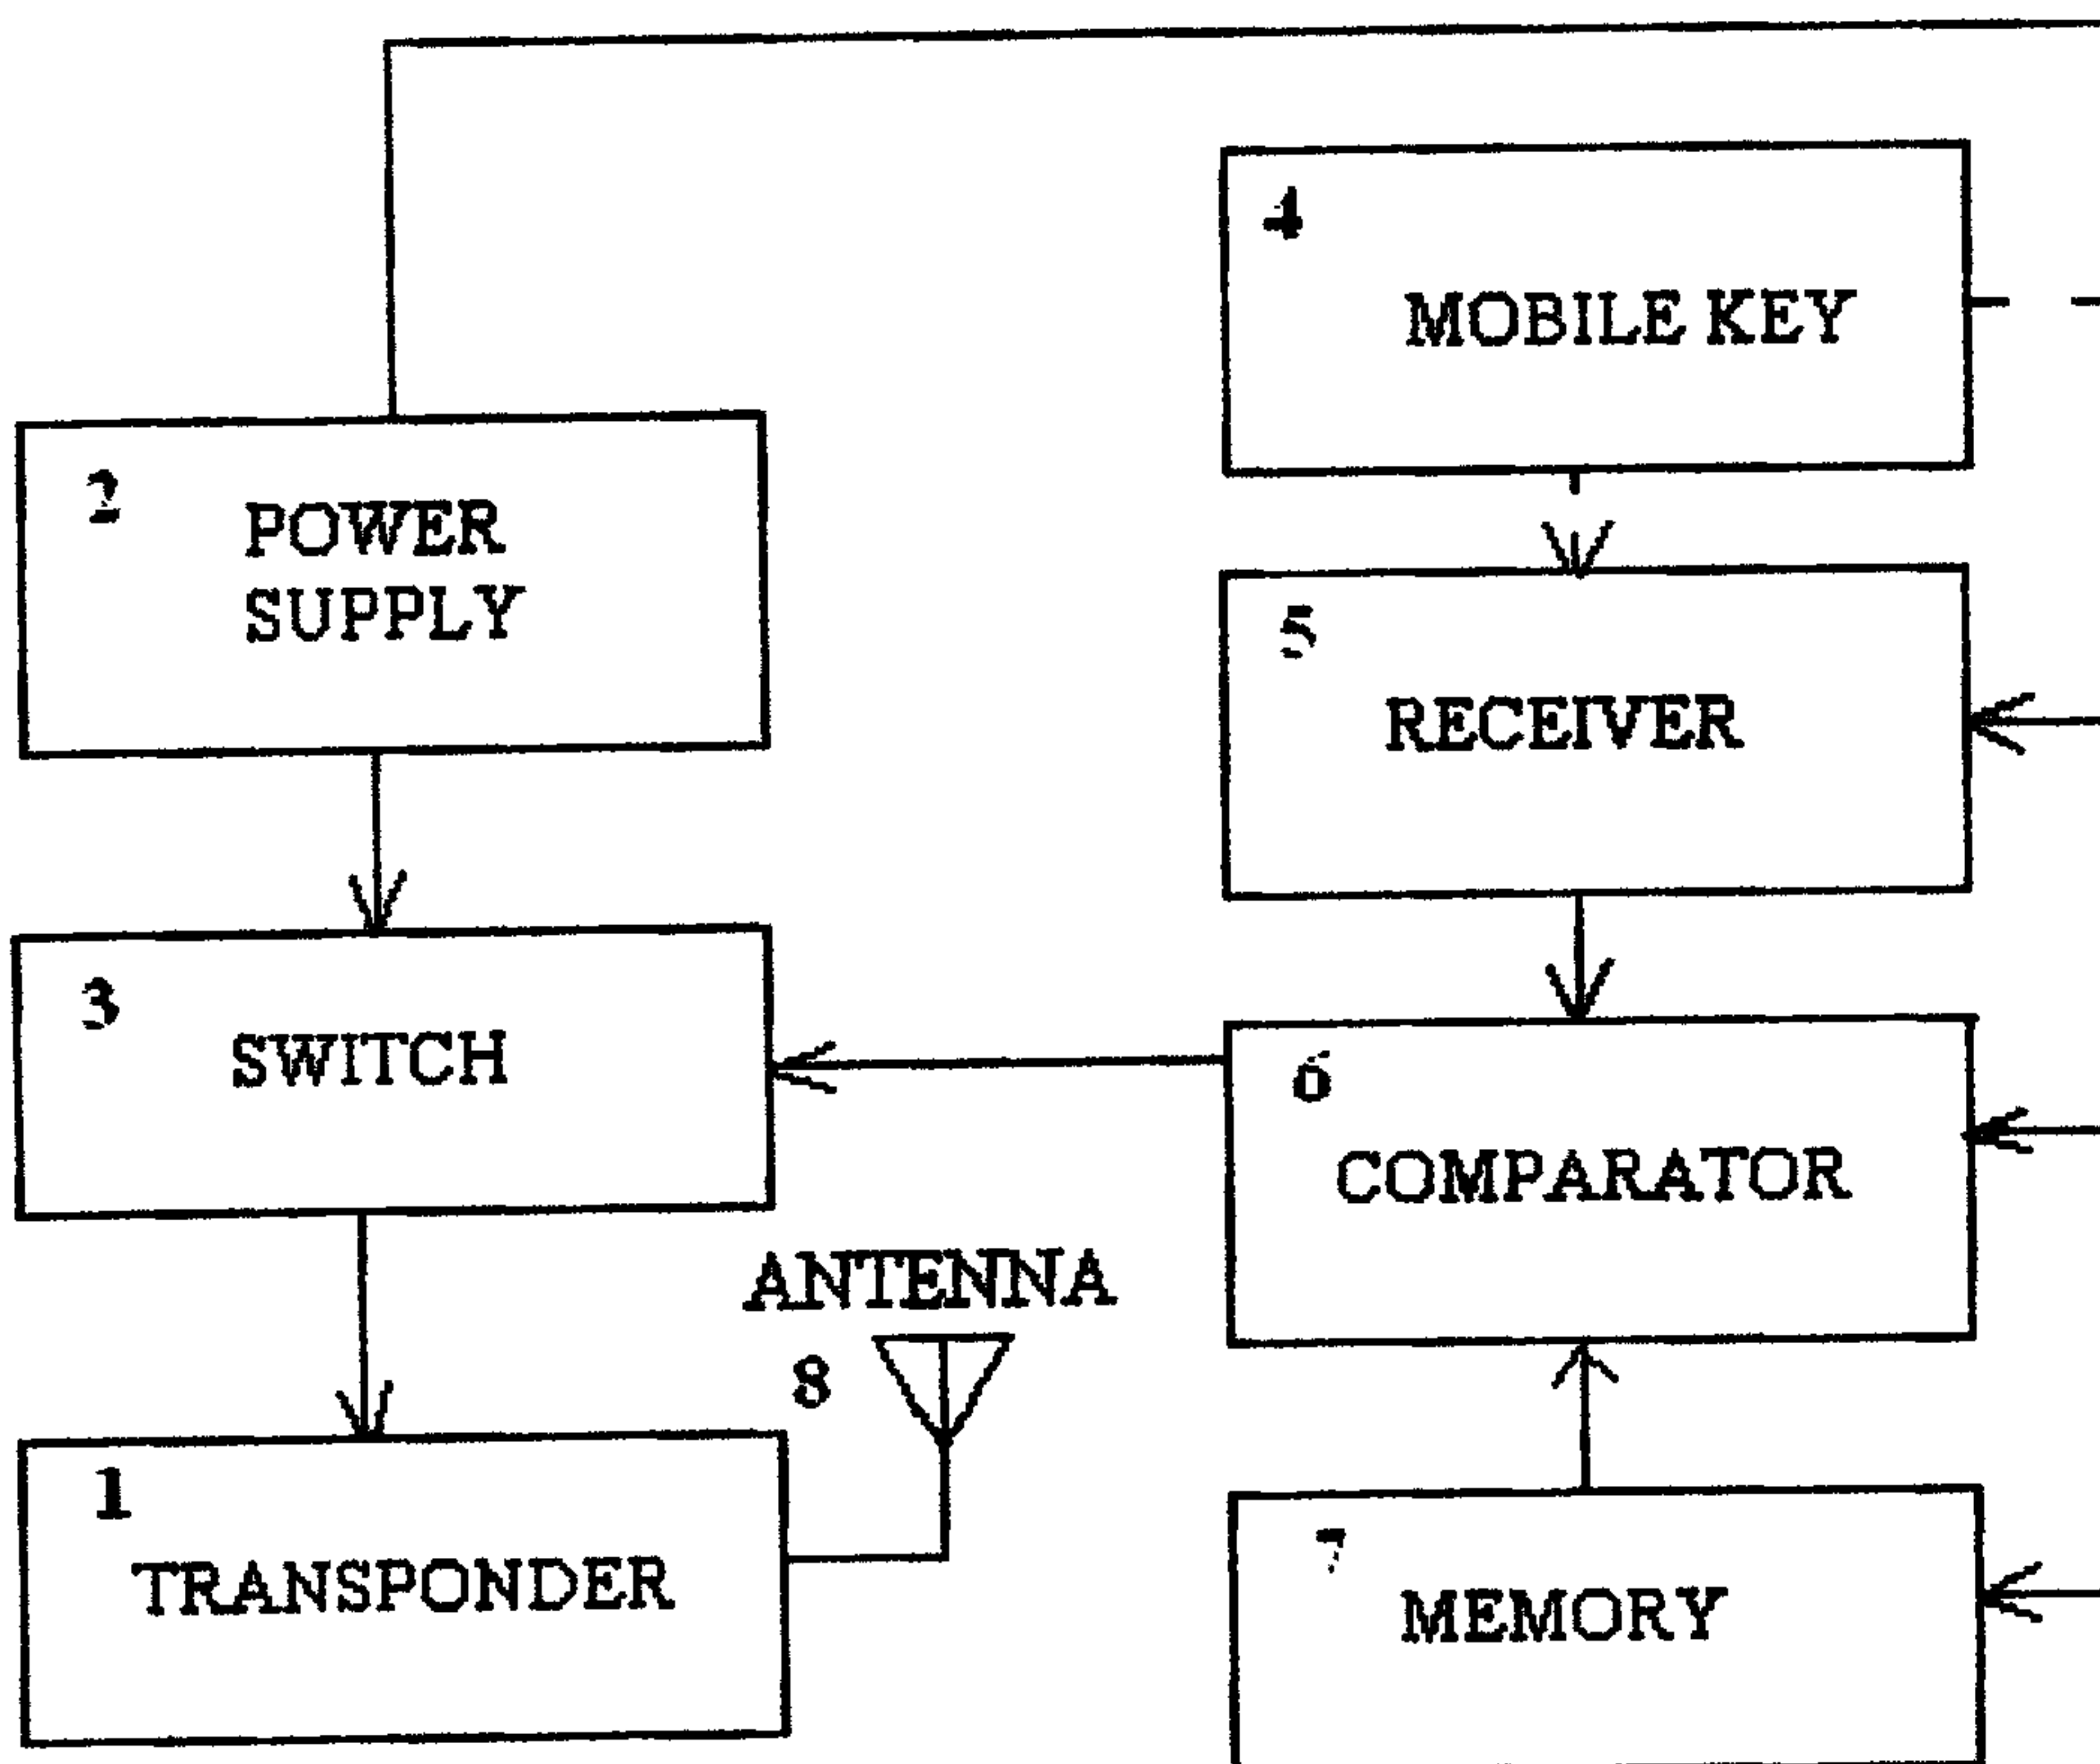 4
MOBILE KEY
2
POWER
SUPPLY
5
RECEIVER
3
SWITCH
6
COMPARATOR
ANTENNA
8
1
TRANSPONDER
7
MEMORY